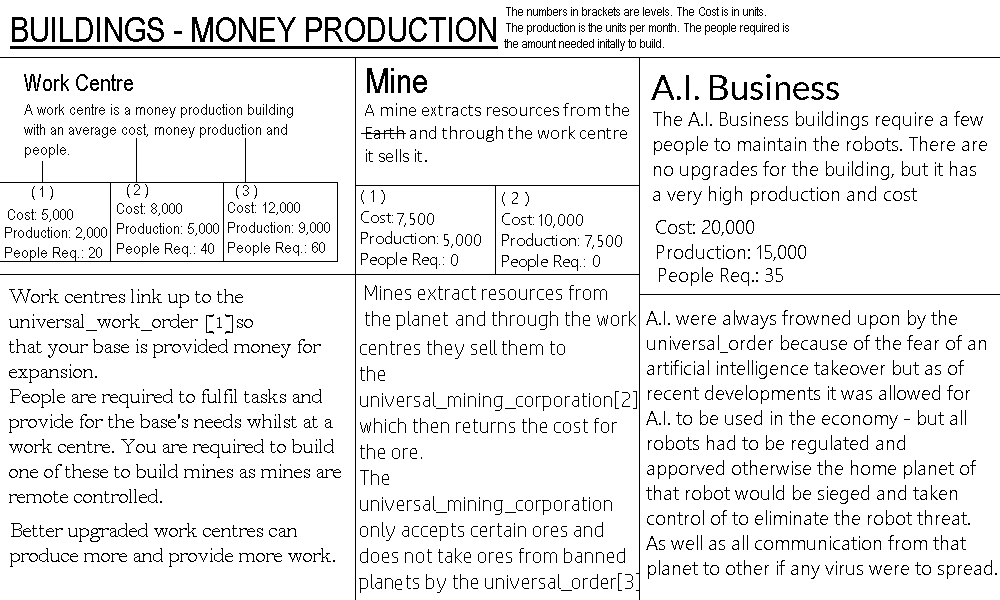 BUILDINGS - MONEY PRODUCTION
The numbers in brackets are levels. The Cost is in units.
The production is the units per month. The people required is
the amount needed initally to build.
Work Centre
A work centre is a money production building
with an average cost, money production and
people.
(1)
Cost: 5,000
Production: 2,000
People Req.: 20
(2)
Cost: 8,000
Production: 5,000
People Req.: 40
(3)
Cost: 12,000
Production: 9,000
People Req.: 60
Work centres link up to the
universal_work_order [1]so
that your base is provided money for
expansion.
People are required to fulfil tasks and
provide for the base's needs whilst at a
work centre. You are required to build
one of these to build mines as mines are
remote controlled.
Better upgraded work centres can
produce more and provide more work.
Mine
A mine extracts resources from the
Earth and through the work centre
it sells it.
(1)
Cost: 7,500
Production: 5,000
People Req.: 0
(2)
Cost: 10,000
Production: 7,500
People Req.: 0
Mines extract resources from
the planet and through the work
centres they sell them to
the
universal_mining_corporation[2]
which then returns the cost for
the ore.
The
universal_mining_corporation
only accepts certain ores and
does not take ores from banned
planets by the universal_order[3]
A.I. Business
The A.I. Business buildings require a few
people to maintain the robots. There are
no upgrades for the building, but it has
a very high production and cost
Cost: 20,000
Production: 15,000
People Req.: 35
A.I. were always frowned upon by the
universal_order because of the fear of an
artificial intelligence takeover but as of
recent developments it was allowed for
A.I. to be used in the economy - but all
robots had to be regulated and
apporved otherwise the home planet of
that robot would be sieged and taken
control of to eliminate the robot threat.
As well as all communication from that
planet to other if any virus were to spread.